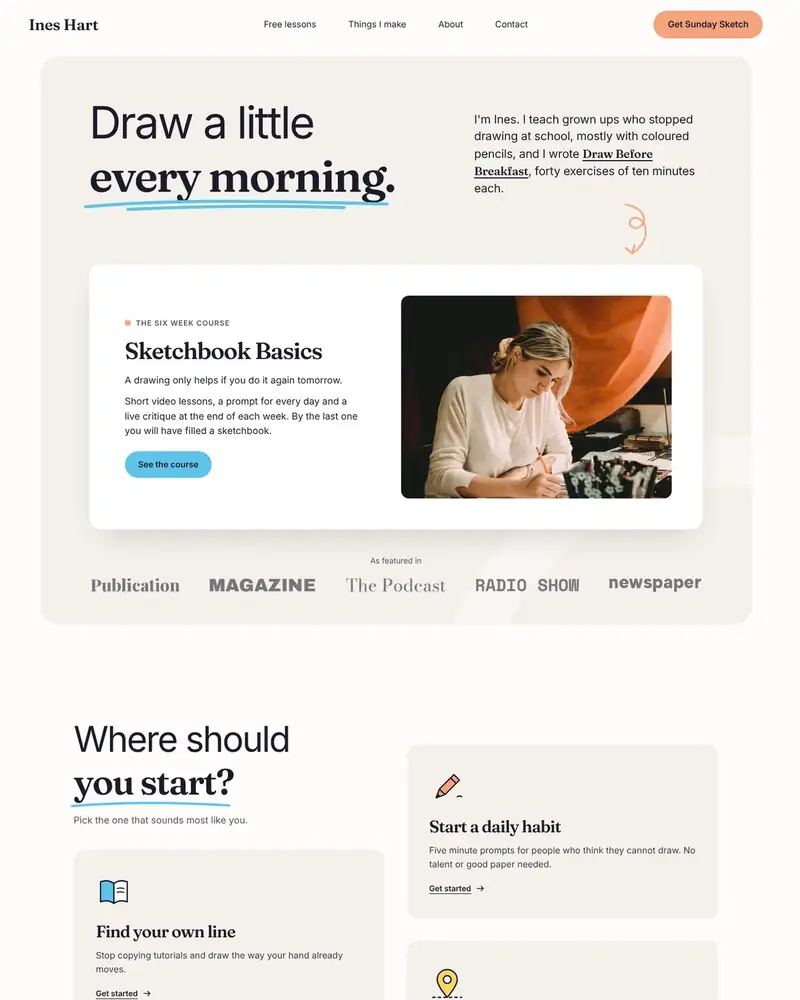 Ines Hart
Free lessons
Things I make
About
Contact
Get Sunday Sketch
Draw a little
every morning.
I'm Ines. I teach grown ups who stopped
drawing at school, mostly with coloured
pencils, and I wrote Draw Before
Breakfast, forty exercises of ten minutes
each.
THE SIX WEEK COURSE
Sketchbook Basics
A drawing only helps if you do it again tomorrow.
Short video lessons, a prompt for every day and a
live critique at the end of each week. By the last one
you will have filled a sketchbook.
See the course
As featured in
Publication
MAGAZINE
The Podcast
RADIO SHOW
newspaper
Where should
you start?
Pick the one that sounds most like you.
Find your own line
Stop copying tutorials and draw the way your hand already
moves.
Get started
Start a daily habit
Five minute prompts for people who think they cannot draw. No
talent or good paper needed.
Get started